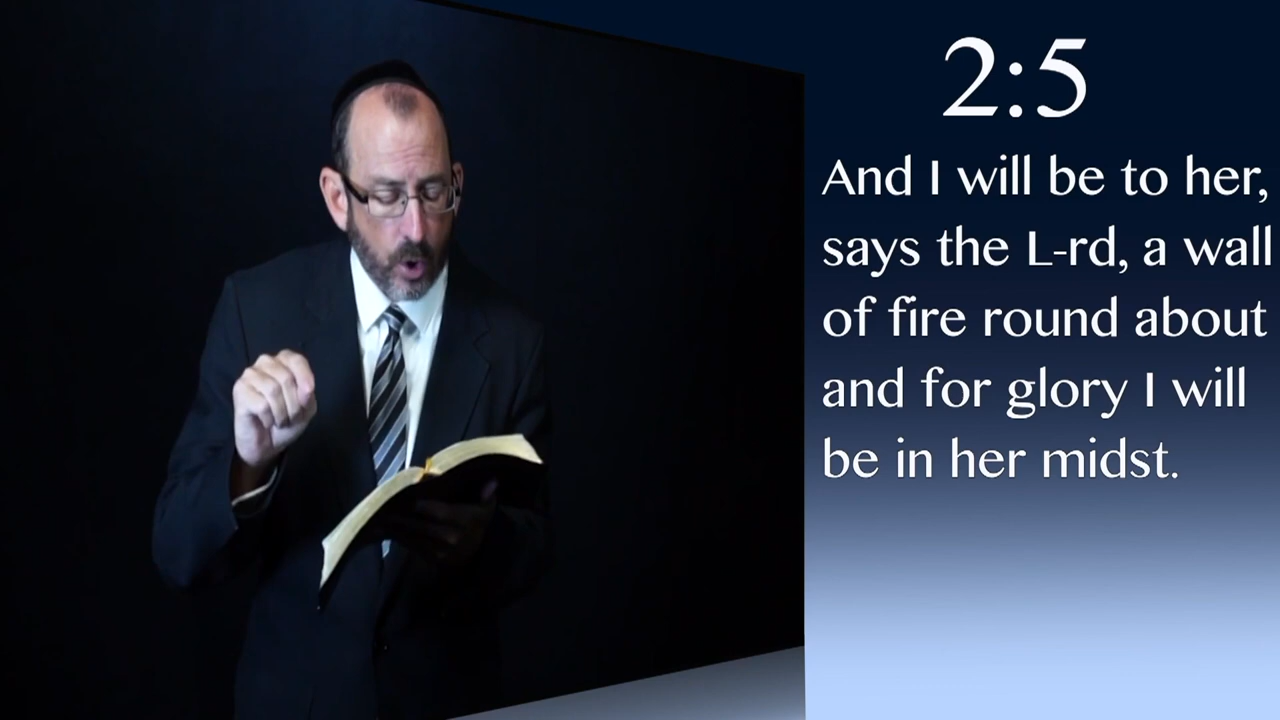 2:5
And I will be to her,
says the L-rd, a wall
of fire round about
and for glory I will
be in her midst.